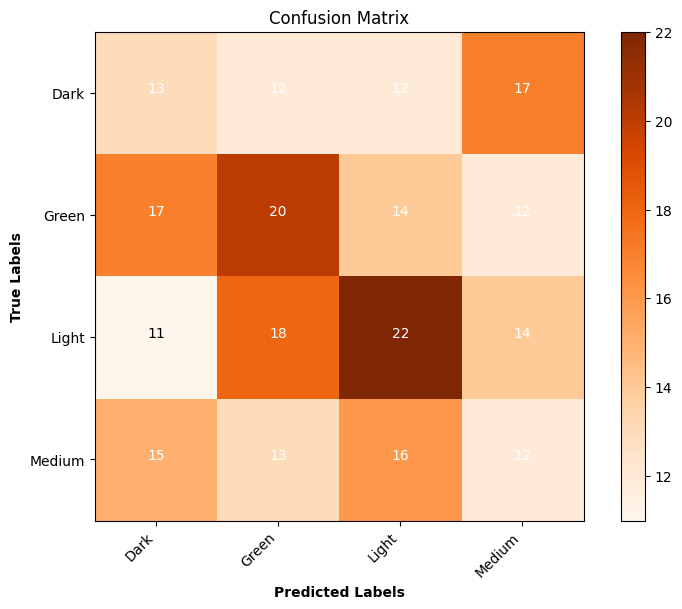 Confusion Matrix
22
Dark 13 12 12 17
20
Green 17 20 14 12
18
16
Light 11 18 22 14
14
Medium 15 13 16 12
12
Dark Green Light Medium
Predicted Labels
True Labels